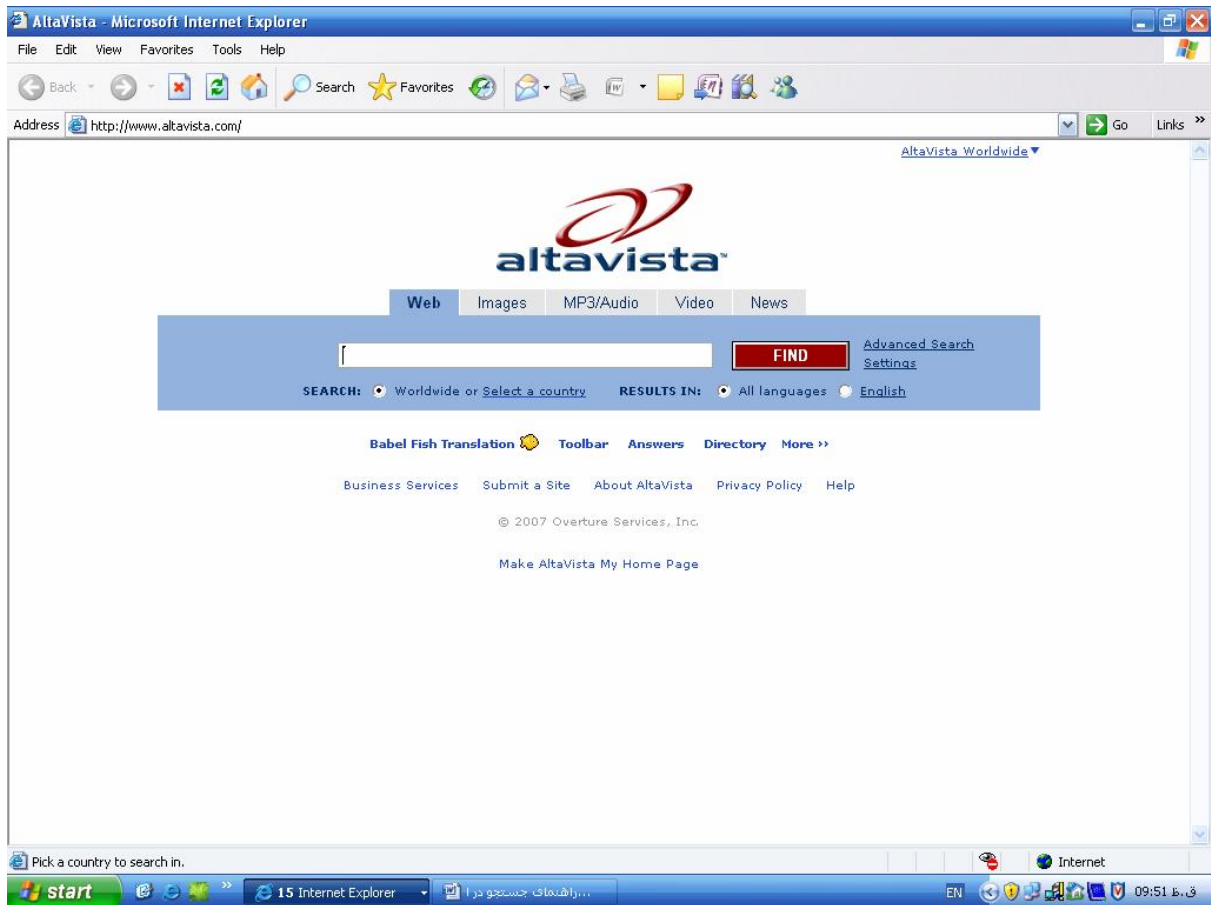 AltaVista - Microsoft Internet Explorer
File Edit View Favorites Tools Help
Back Search Favorites
Address http://www.altavista.com/ Go Links »
AltaVista Worldwide
altavista™
Web Images MP3/Audio Video News
FIND Advanced Search
Settings
SEARCH: Worldwide or Select a country RESULTS IN: All languages English
Babel Fish Translation Toolbar Answers Directory More »
Business Services Submit a Site About AltaVista Privacy Policy Help
© 2007 Overture Services, Inc.
Make AltaVista My Home Page
Pick a country to search in. Internet
start » 15 Internet Explorer راهنمای جستجو در ا... EN 09:51 ق.ظ